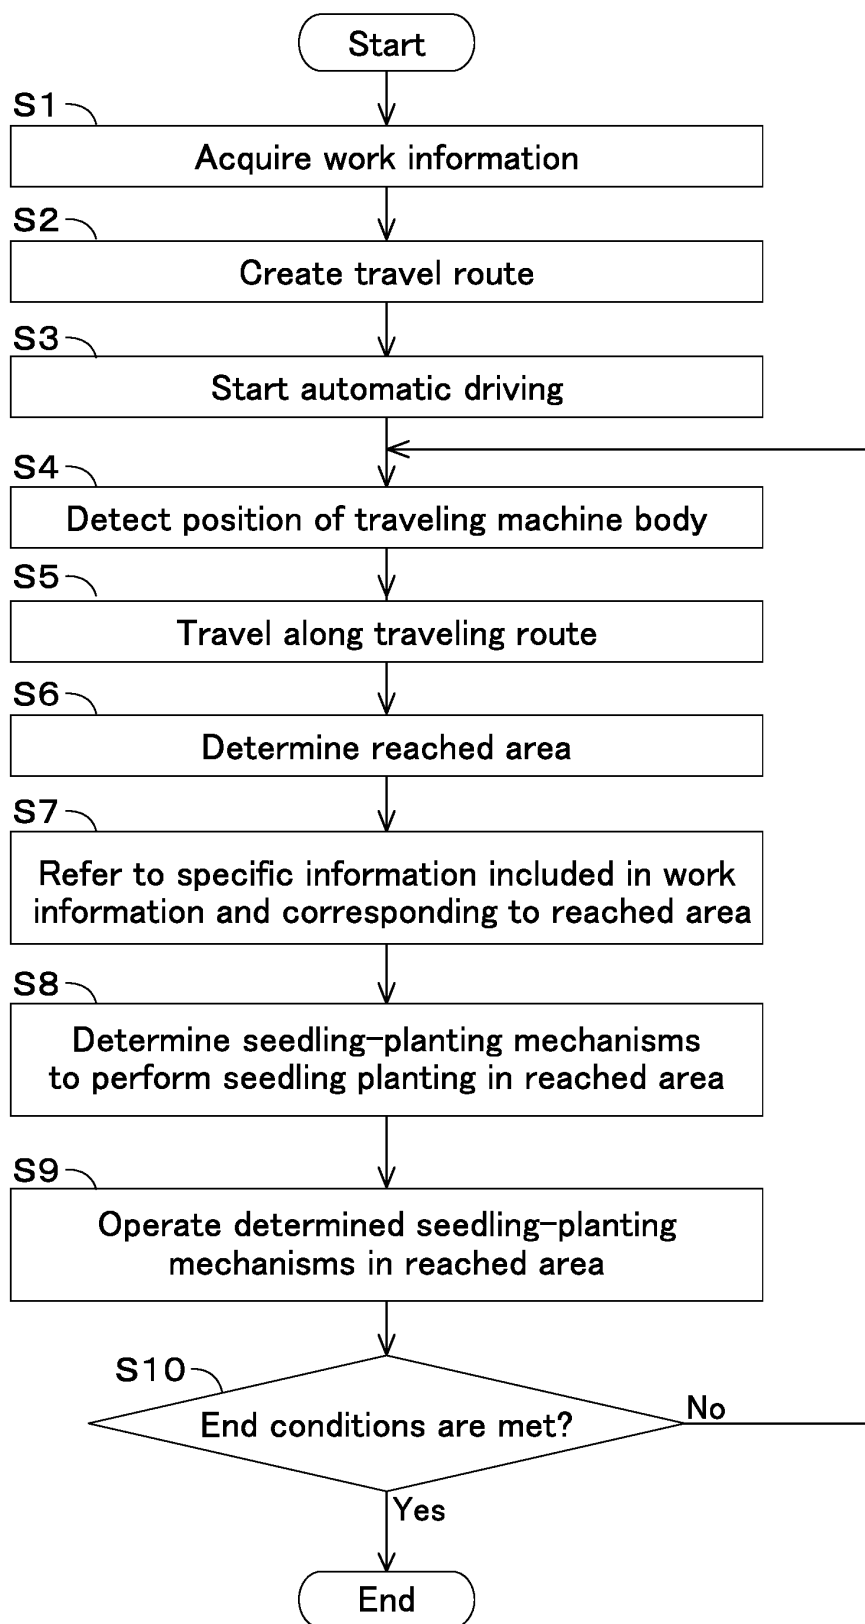 Start
S1
Acquire work information
S2
Create travel route
S3
Start automatic driving
S4
Detect position of traveling machine body
S5
Travel along traveling route
S6
Determine reached area
S7
Refer to specific information included in work
information and corresponding to reached area
S8
Determine seedling-planting mechanisms
to perform seedling planting in reached area
S9
Operate determined seedling-planting
mechanisms in reached area
S10
End conditions are met?
No
Yes
End